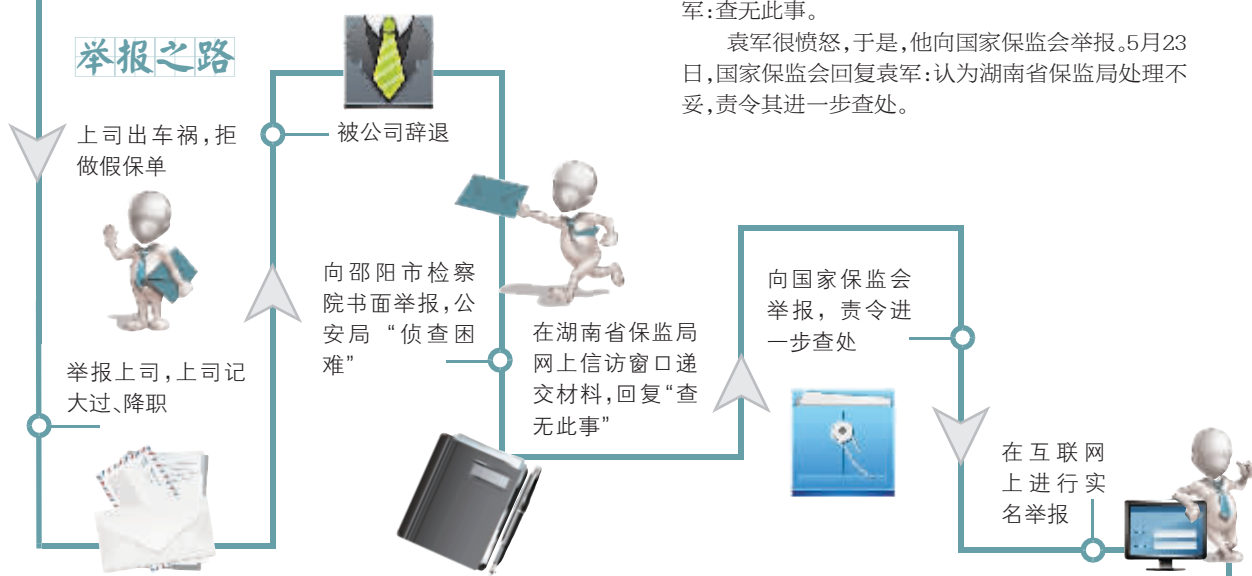 军:查无此事。
袁军很愤怒,于是,他向国家保监会举报。5月23
日,国家保监会回复袁军:认为湖南省保监局处理不
妥,责令其进一步查处。
举报之路
上司出车祸,拒
做假保单
举报上司,上司记
大过、降职
被公司辞退
向邵阳市检察
院书面举报,公
安局“侦查困
难”
在湖南省保监局
网上信访窗口递
交材料,回复“查
无此事”
向国家保监会
举报,责令进
一步查处
在互联网
上进行实
名举报